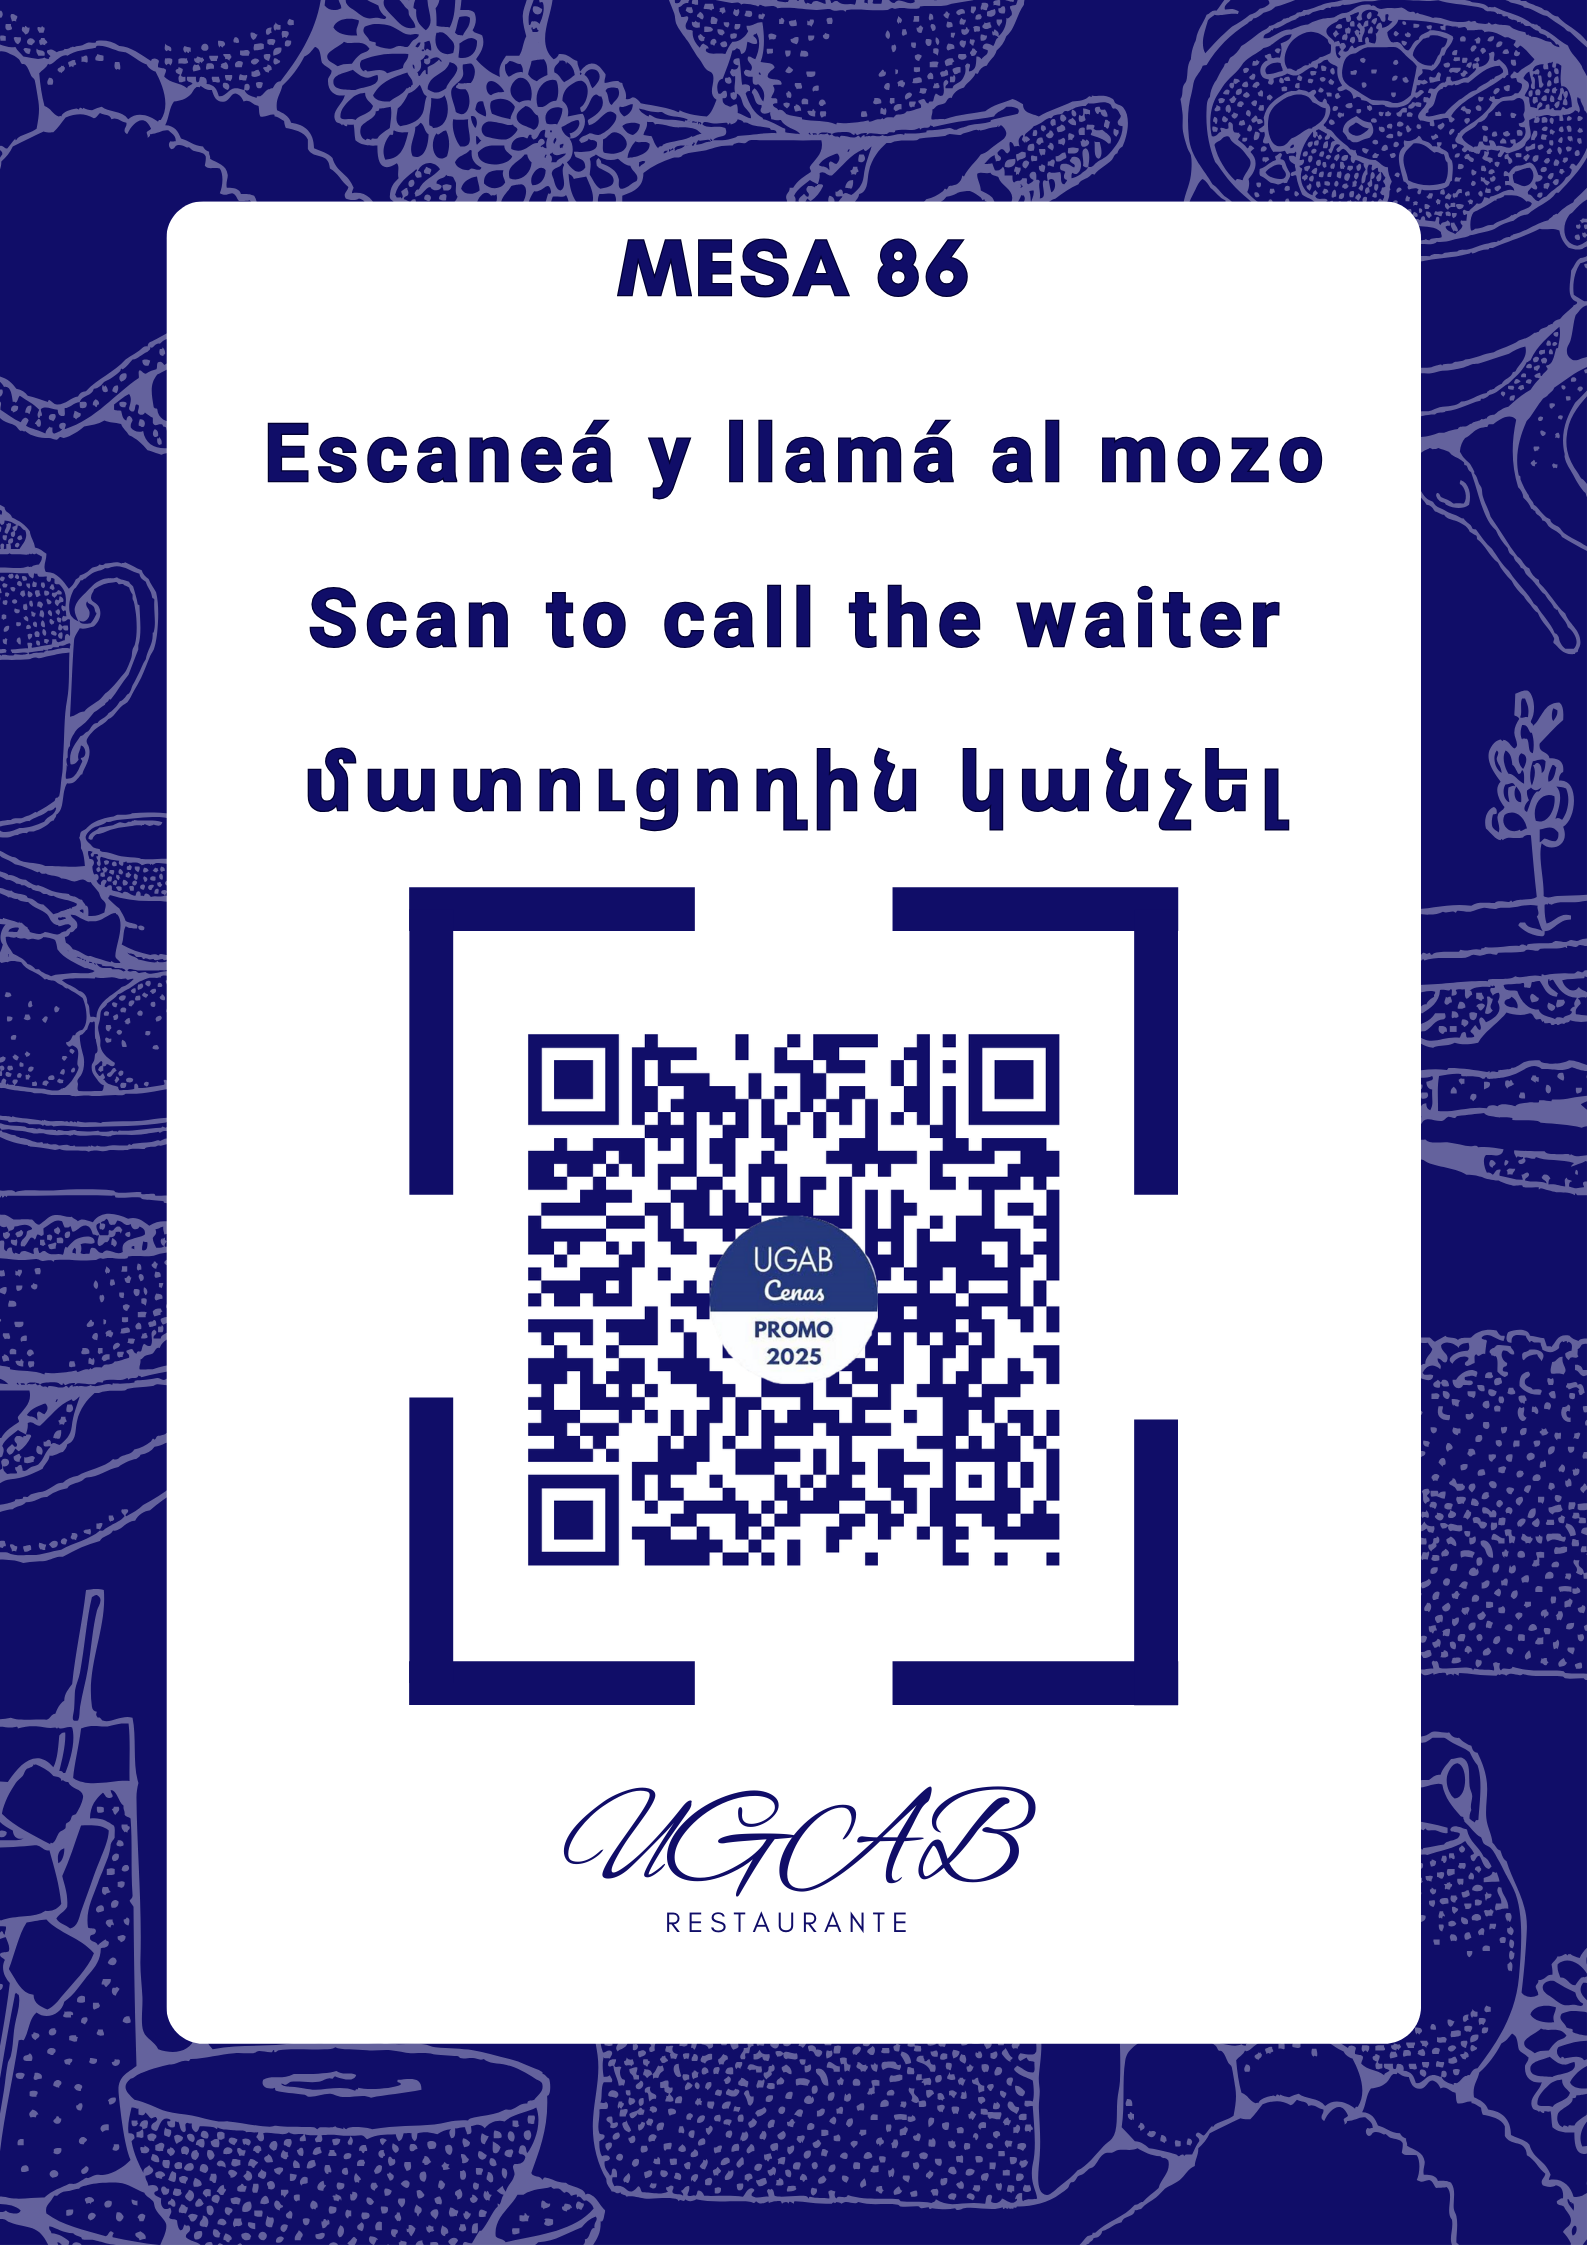 MESA 86
Escaneá y llamá al mozo
Scan to call the waiter
մատուցողին կանչել
UGAB
Cenas
PROMO
2025
UGAB
RESTAURANTE